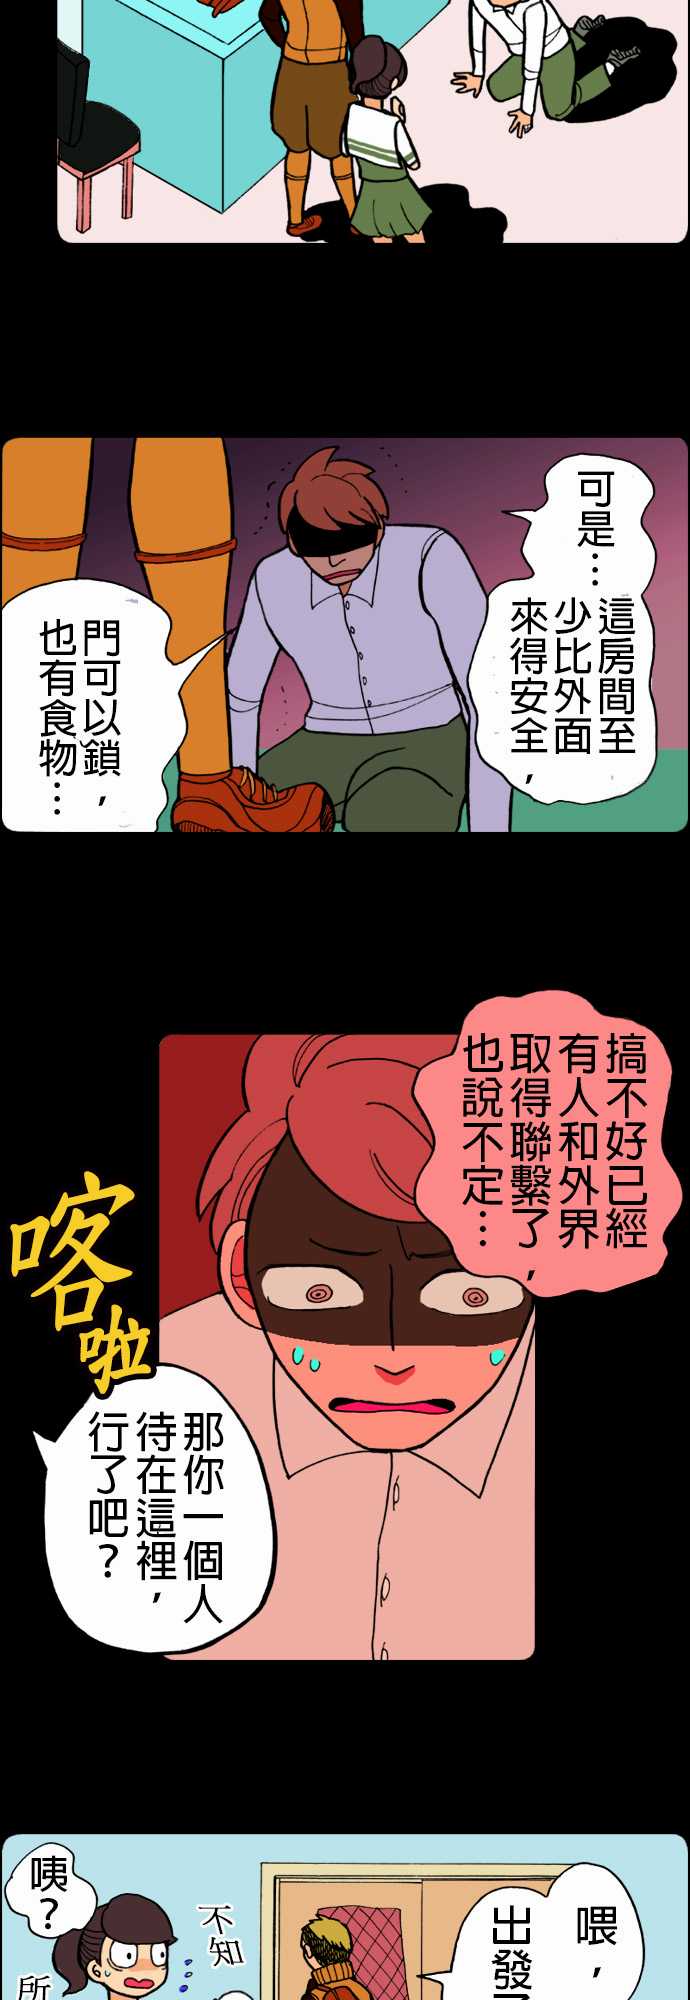 可是…
這房間至
少比外面
來得安全，
門可以鎖，
也有食物…
搞不好已經
有人和外界
取得聯繫了，
也說不定…
喀啦
那你一個人
待在這裡，
行了吧？
喂，
出發了
咦？
不知
所